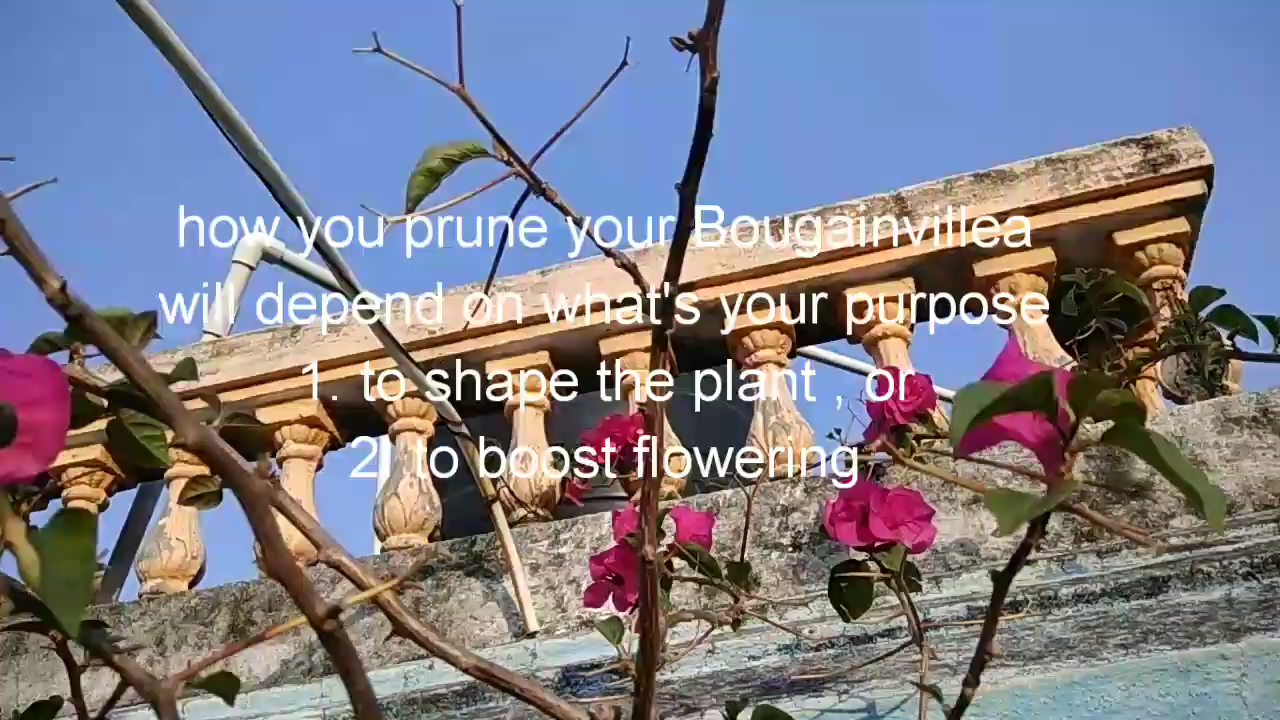 how you prune your Bougainvillea
will depend on what's your purpose
1. to shape the plant , or
2. to boost flowering